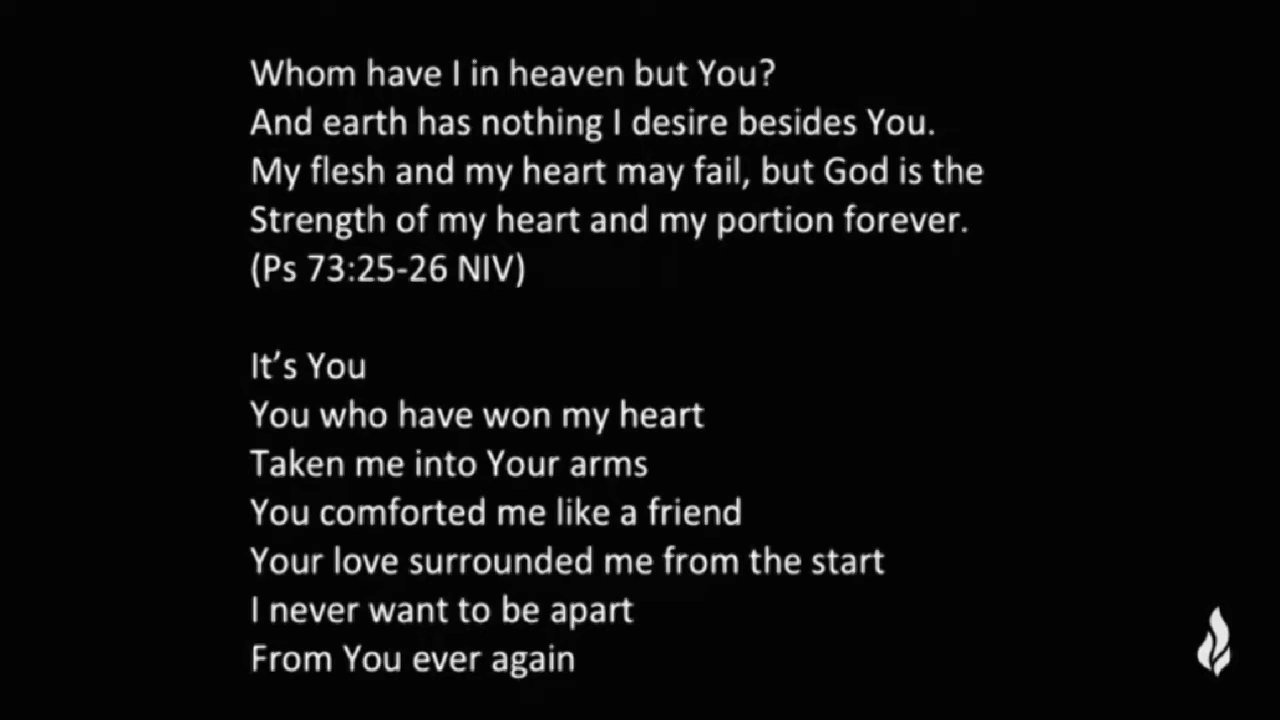 Whom have I in heaven but You?
And earth has nothing I desire besides You.
My flesh and my heart may fail, but God is the
Strength of my heart and my portion forever.
(Ps 73:25-26 NIV)
It’s You
You who have won my heart
Taken me into Your arms
You comforted me like a friend
Your love surrounded me from the start
I never want to be apart
From You ever again